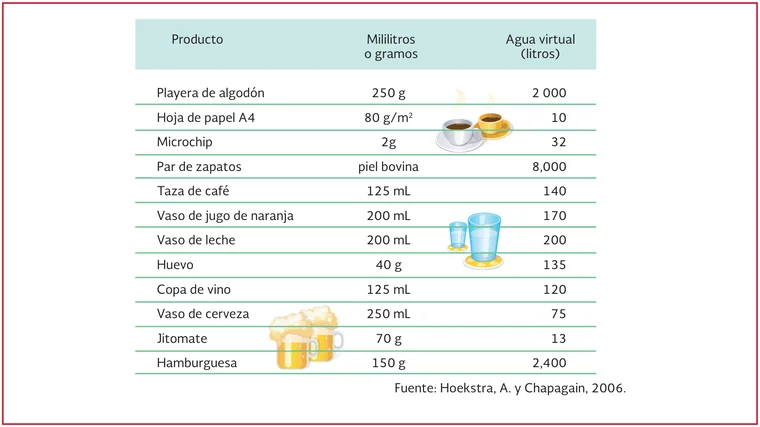 Producto Mililitros o gramos Agua virtual (litros)
Playera de algodón 250 g 2 000
Hoja de papel A4 80 g/m² 10
Microchip 2g 32
Par de zapatos piel bovina 8,000
Taza de café 125 mL 140
Vaso de jugo de naranja 200 mL 170
Vaso de leche 200 mL 200
Huevo 40 g 135
Copa de vino 125 mL 120
Vaso de cerveza 250 mL 75
Jitomate 70 g 13
Hamburguesa 150 g 2,400
Fuente: Hoekstra, A. y Chapagain, 2006.